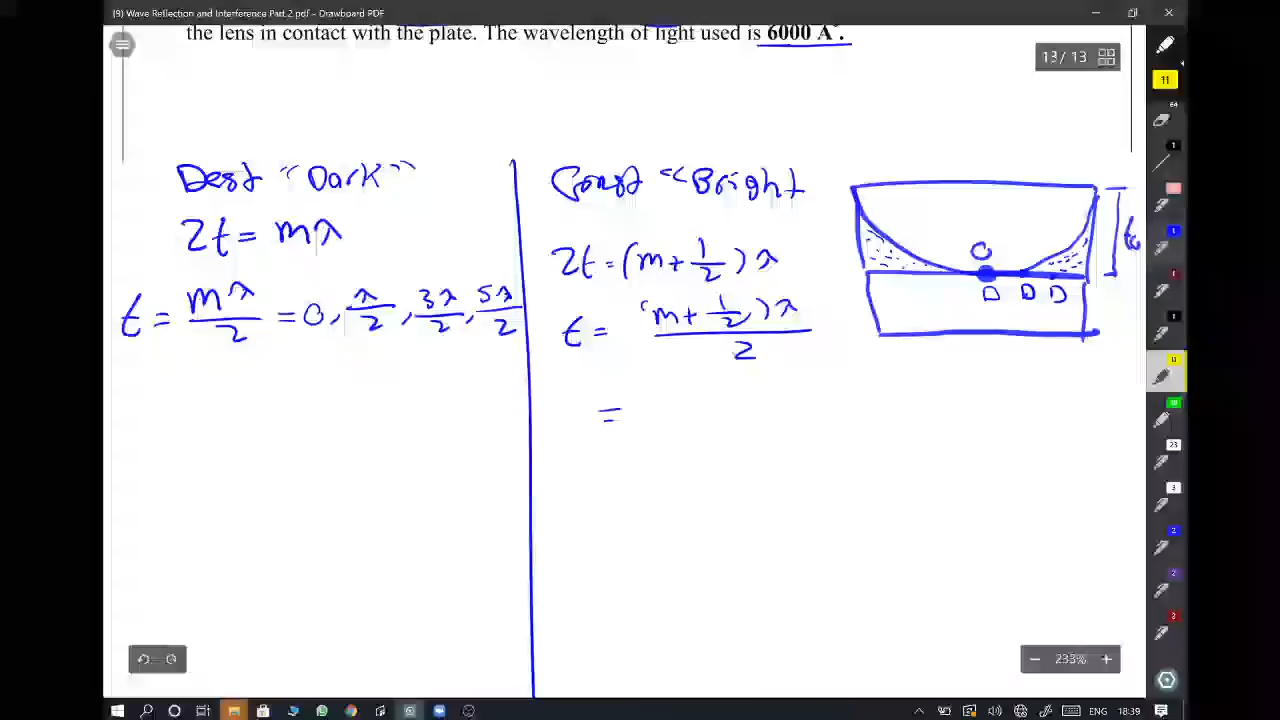 (9) Wave Reflection and Interference Part 2.pdf - Drawboard PDF
the lens in contact with the plate. The wavelength of light used is 6000 A°.
13 / 13
11
64
Dest "Dark"
Const "Bright
2t = mλ
2t = (m + 1/2) λ
t = mλ/2 = 0, λ/2, 3λ/2, 5λ/2
t = (m + 1/2) λ / 2
=
O
D D D
233%
ENG 18:39